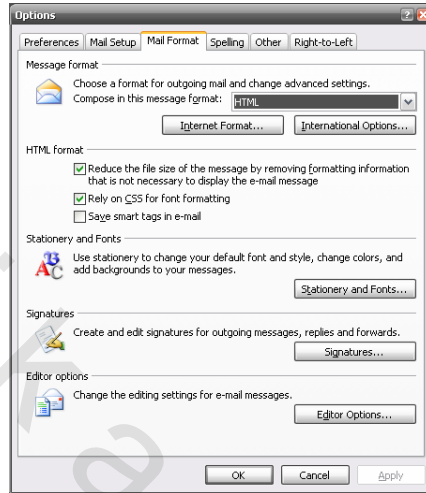 Options
Preferences Mail Setup Mail Format Spelling Other Right-to-Left
Message format
Choose a format for outgoing mail and change advanced settings.
Compose in this message format: HTML
Internet Format... International Options...
HTML format
Reduce the file size of the message by removing formatting information
that is not necessary to display the e-mail message
Rely on CSS for font formatting
Save smart tags in e-mail
Stationery and Fonts
Use stationery to change your default font and style, change colors, and
add backgrounds to your messages.
Stationery and Fonts...
Signatures
Create and edit signatures for outgoing messages, replies and forwards.
Signatures...
Editor options
Change the editing settings for e-mail messages.
Editor Options...
OK Cancel Apply